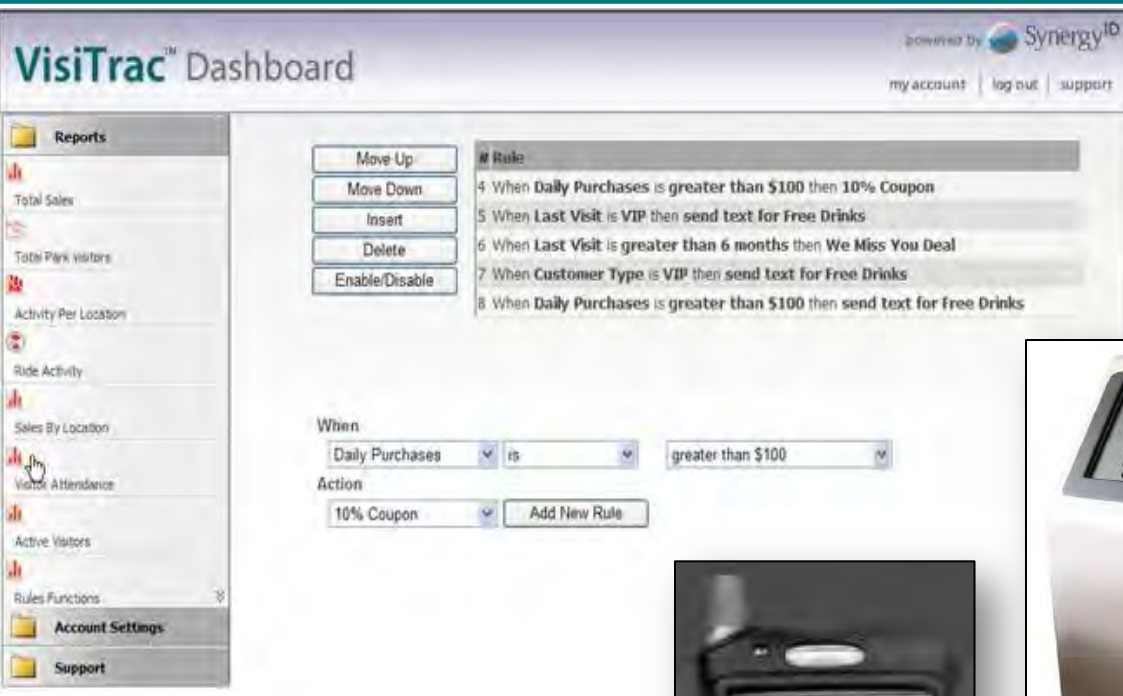 VisiTrac™ Dashboard
powered by SynergyID
my account | log out | support
Reports
Total Sales
Total Park visitors
Activity Per Location
Ride Activity
Sales By Location
Visitor Attendance
Active Visitors
Rules Functions
Account Settings
Support
Move Up
Move Down
Insert
Delete
Enable/Disable
# Rule
4 When Daily Purchases is greater than $100 then 10% Coupon
5 When Last Visit is VIP then send text for Free Drinks
6 When Last Visit is greater than 6 months then We Miss You Deal
7 When Customer Type is VIP then send text for Free Drinks
8 When Daily Purchases is greater than $100 then send text for Free Drinks
When
Daily Purchases is greater than $100
Action
10% Coupon Add New Rule